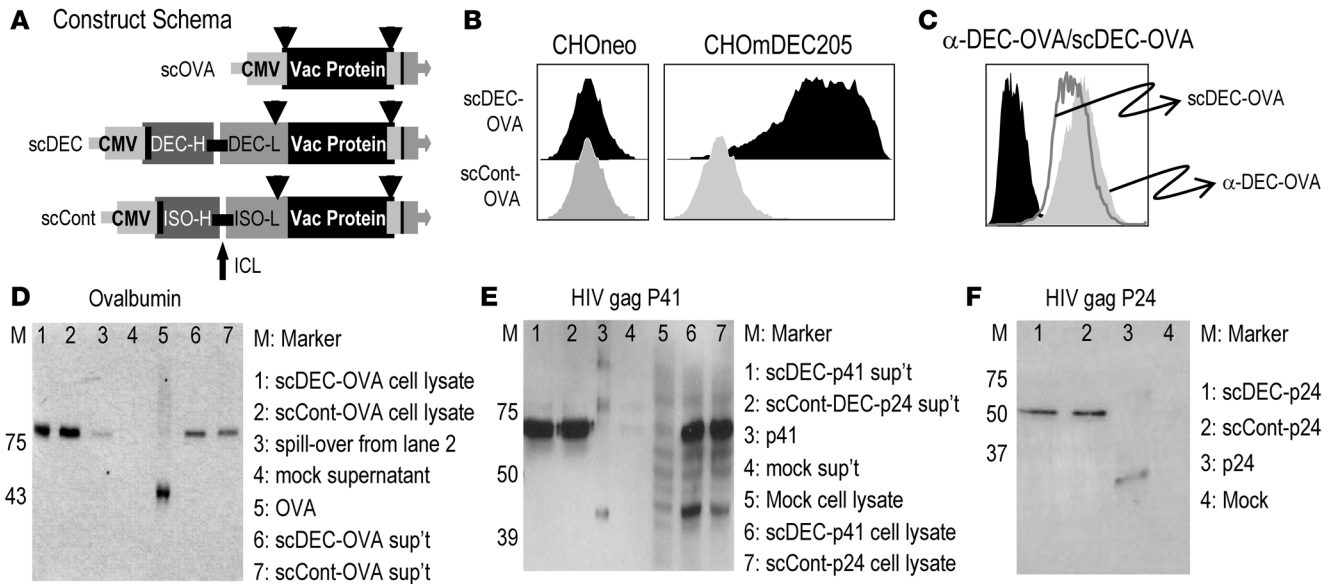 A
Construct Schema
scOVA
CMV
Vac Protein
scDEC
CMV
DEC-H
DEC-L
Vac Protein
scCont
CMV
ISO-H
ISO-L
Vac Protein
ICL
B
CHOneo
CHOmDEC205
scDEC-
OVA
scCont-
OVA
C
α-DEC-OVA/scDEC-OVA
scDEC-OVA
α-DEC-OVA
D
Ovalbumin
M 1 2 3 4 5 6 7
75
43
M: Marker
1: scDEC-OVA cell lysate
2: scCont-OVA cell lysate
3: spill-over from lane 2
4: mock supernatant
5: OVA
6: scDEC-OVA sup't
7: scCont-OVA sup't
E
HIV gag P41
M 1 2 3 4 5 6 7
75
50
39
M: Marker
1: scDEC-p41 sup't
2: scCont-DEC-p24 sup't
3: p41
4: mock sup't
5: Mock cell lysate
6: scDEC-p41 cell lysate
7: scCont-p24 cell lysate
F
HIV gag P24
M 1 2 3 4
75
50
37
M: Marker
1: scDEC-p24
2: scCont-p24
3: p24
4: Mock